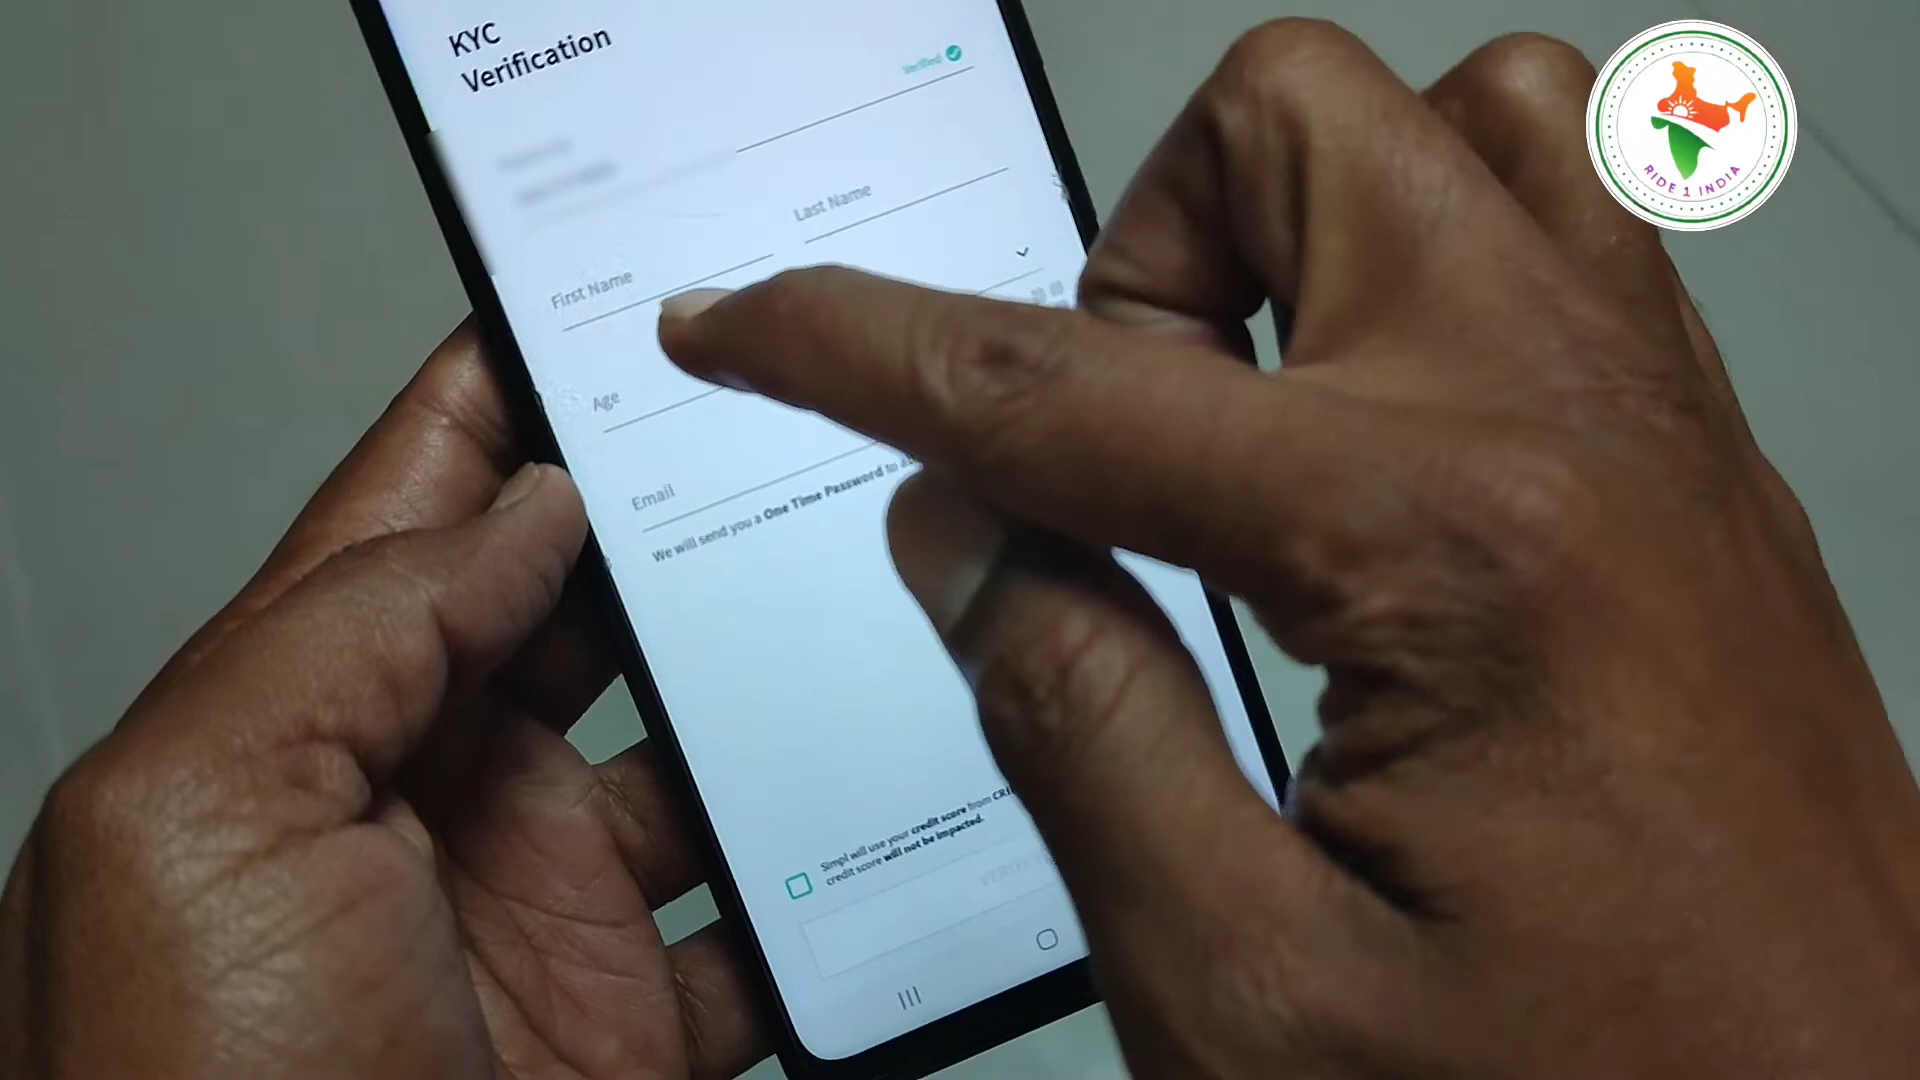 KYC
Verification
Verified
First Name
Last Name
Age
Email
We will send you a One Time Password to
Simpl will use your credit score from
credit score will not be impacted.
RIDE 1 INDIA